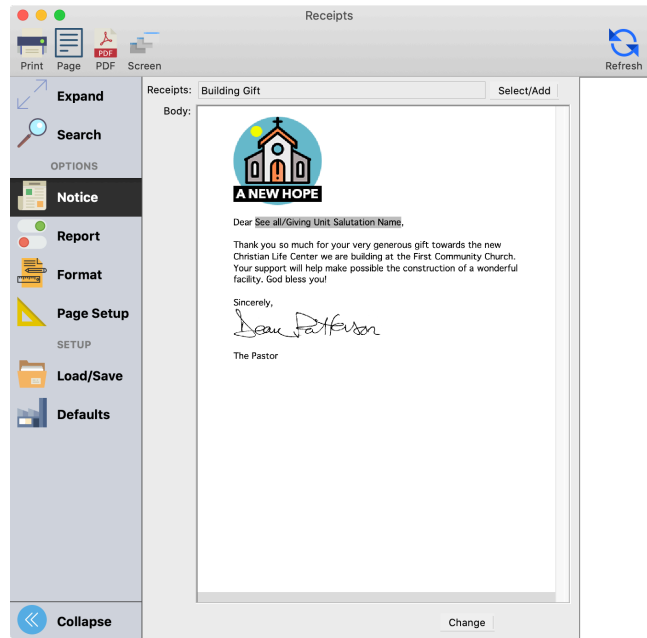 Receipts
Print Page PDF Screen Refresh
PDF
Expand
Search
OPTIONS
Notice
Report
Format
Page Setup
SETUP
Load/Save
Defaults
Collapse
Receipts: Building Gift Select/Add
Body:
A NEW HOPE
Dear See all/Giving Unit Salutation Name,
Thank you so much for your very generous gift towards the new
Christian Life Center we are building at the First Community Church.
Your support will help make possible the construction of a wonderful
facility. God bless you!
Sincerely,
Dean Patterson
The Pastor
Change